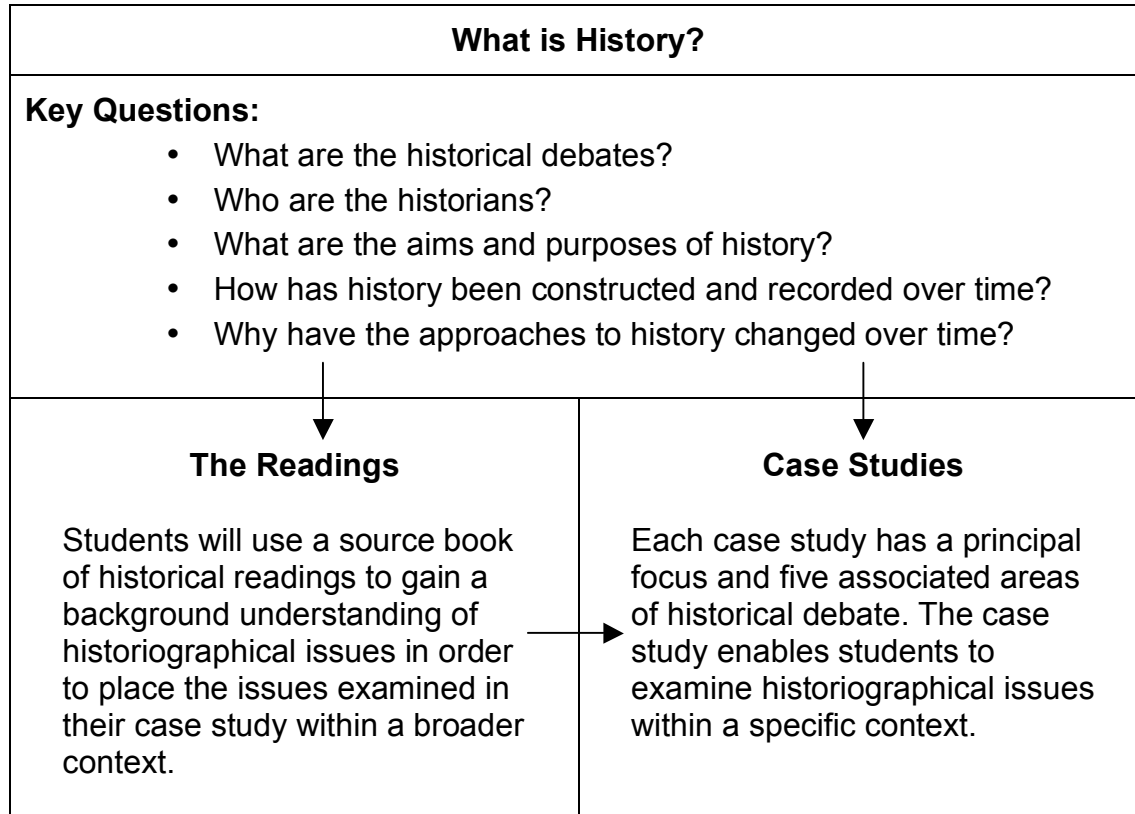 What is History?
Key Questions:
• What are the historical debates?
• Who are the historians?
• What are the aims and purposes of history?
• How has history been constructed and recorded over time?
• Why have the approaches to history changed over time?
The Readings
Students will use a source book
of historical readings to gain a
background understanding of
historiographical issues in order
to place the issues examined in
their case study within a broader
context.
Case Studies
Each case study has a principal
focus and five associated areas
of historical debate. The case
study enables students to
examine historiographical issues
within a specific context.